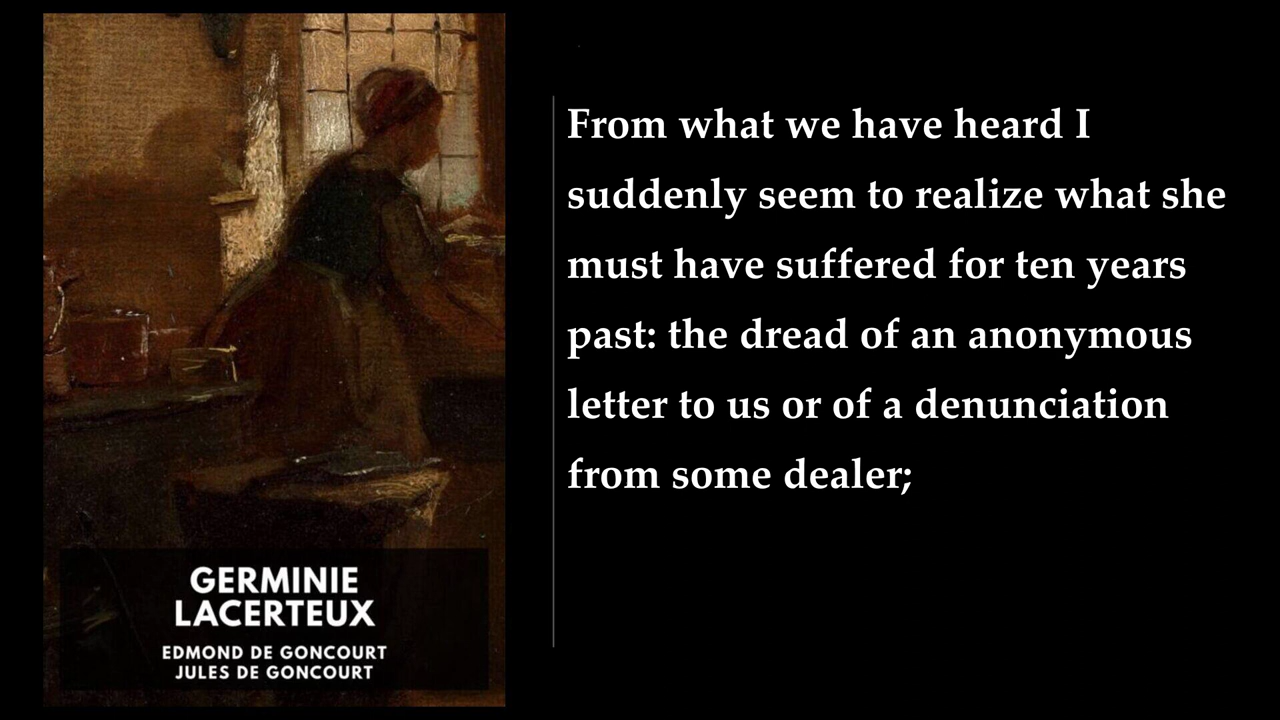 From what we have heard I
suddenly seem to realize what she
must have suffered for ten years
past: the dread of an anonymous
letter to us or of a denunciation
from some dealer;
GERMINIE
LACERTEUX
EDMOND DE GONCOURT
JULES DE GONCOURT